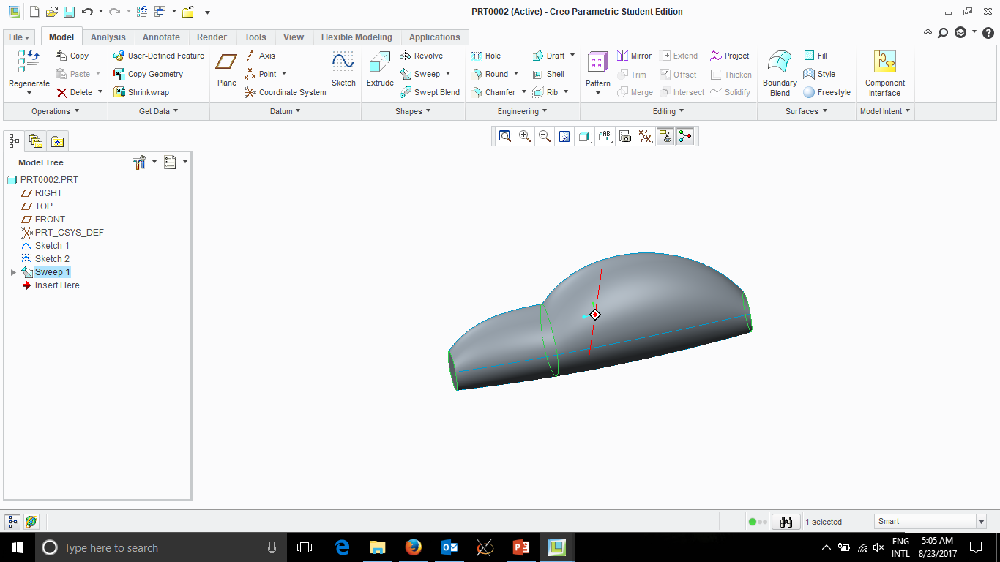 PRT0002 (Active) - Creo Parametric Student Edition
File Model Analysis Annotate Render Tools View Flexible Modeling Applications
Regenerate
Copy
Paste
Delete
Operations
User-Defined Feature
Copy Geometry
Shrinkwrap
Get Data
Plane
Axis
Point
Coordinate System
Sketch
Datum
Extrude
Revolve
Sweep
Swept Blend
Shapes
Hole
Round
Chamfer
Draft
Shell
Rib
Engineering
Pattern
Mirror
Trim
Merge
Extend
Offset
Intersect
Project
Thicken
Solidify
Editing
Boundary
Blend
Fill
Style
Freestyle
Surfaces
Component
Interface
Model Intent
Model Tree
PRT0002.PRT
RIGHT
TOP
FRONT
PRT_CSYS_DEF
Sketch 1
Sketch 2
Sweep 1
Insert Here
1 selected
Smart
Type here to search
ENG
INTL
5:05 AM
8/23/2017